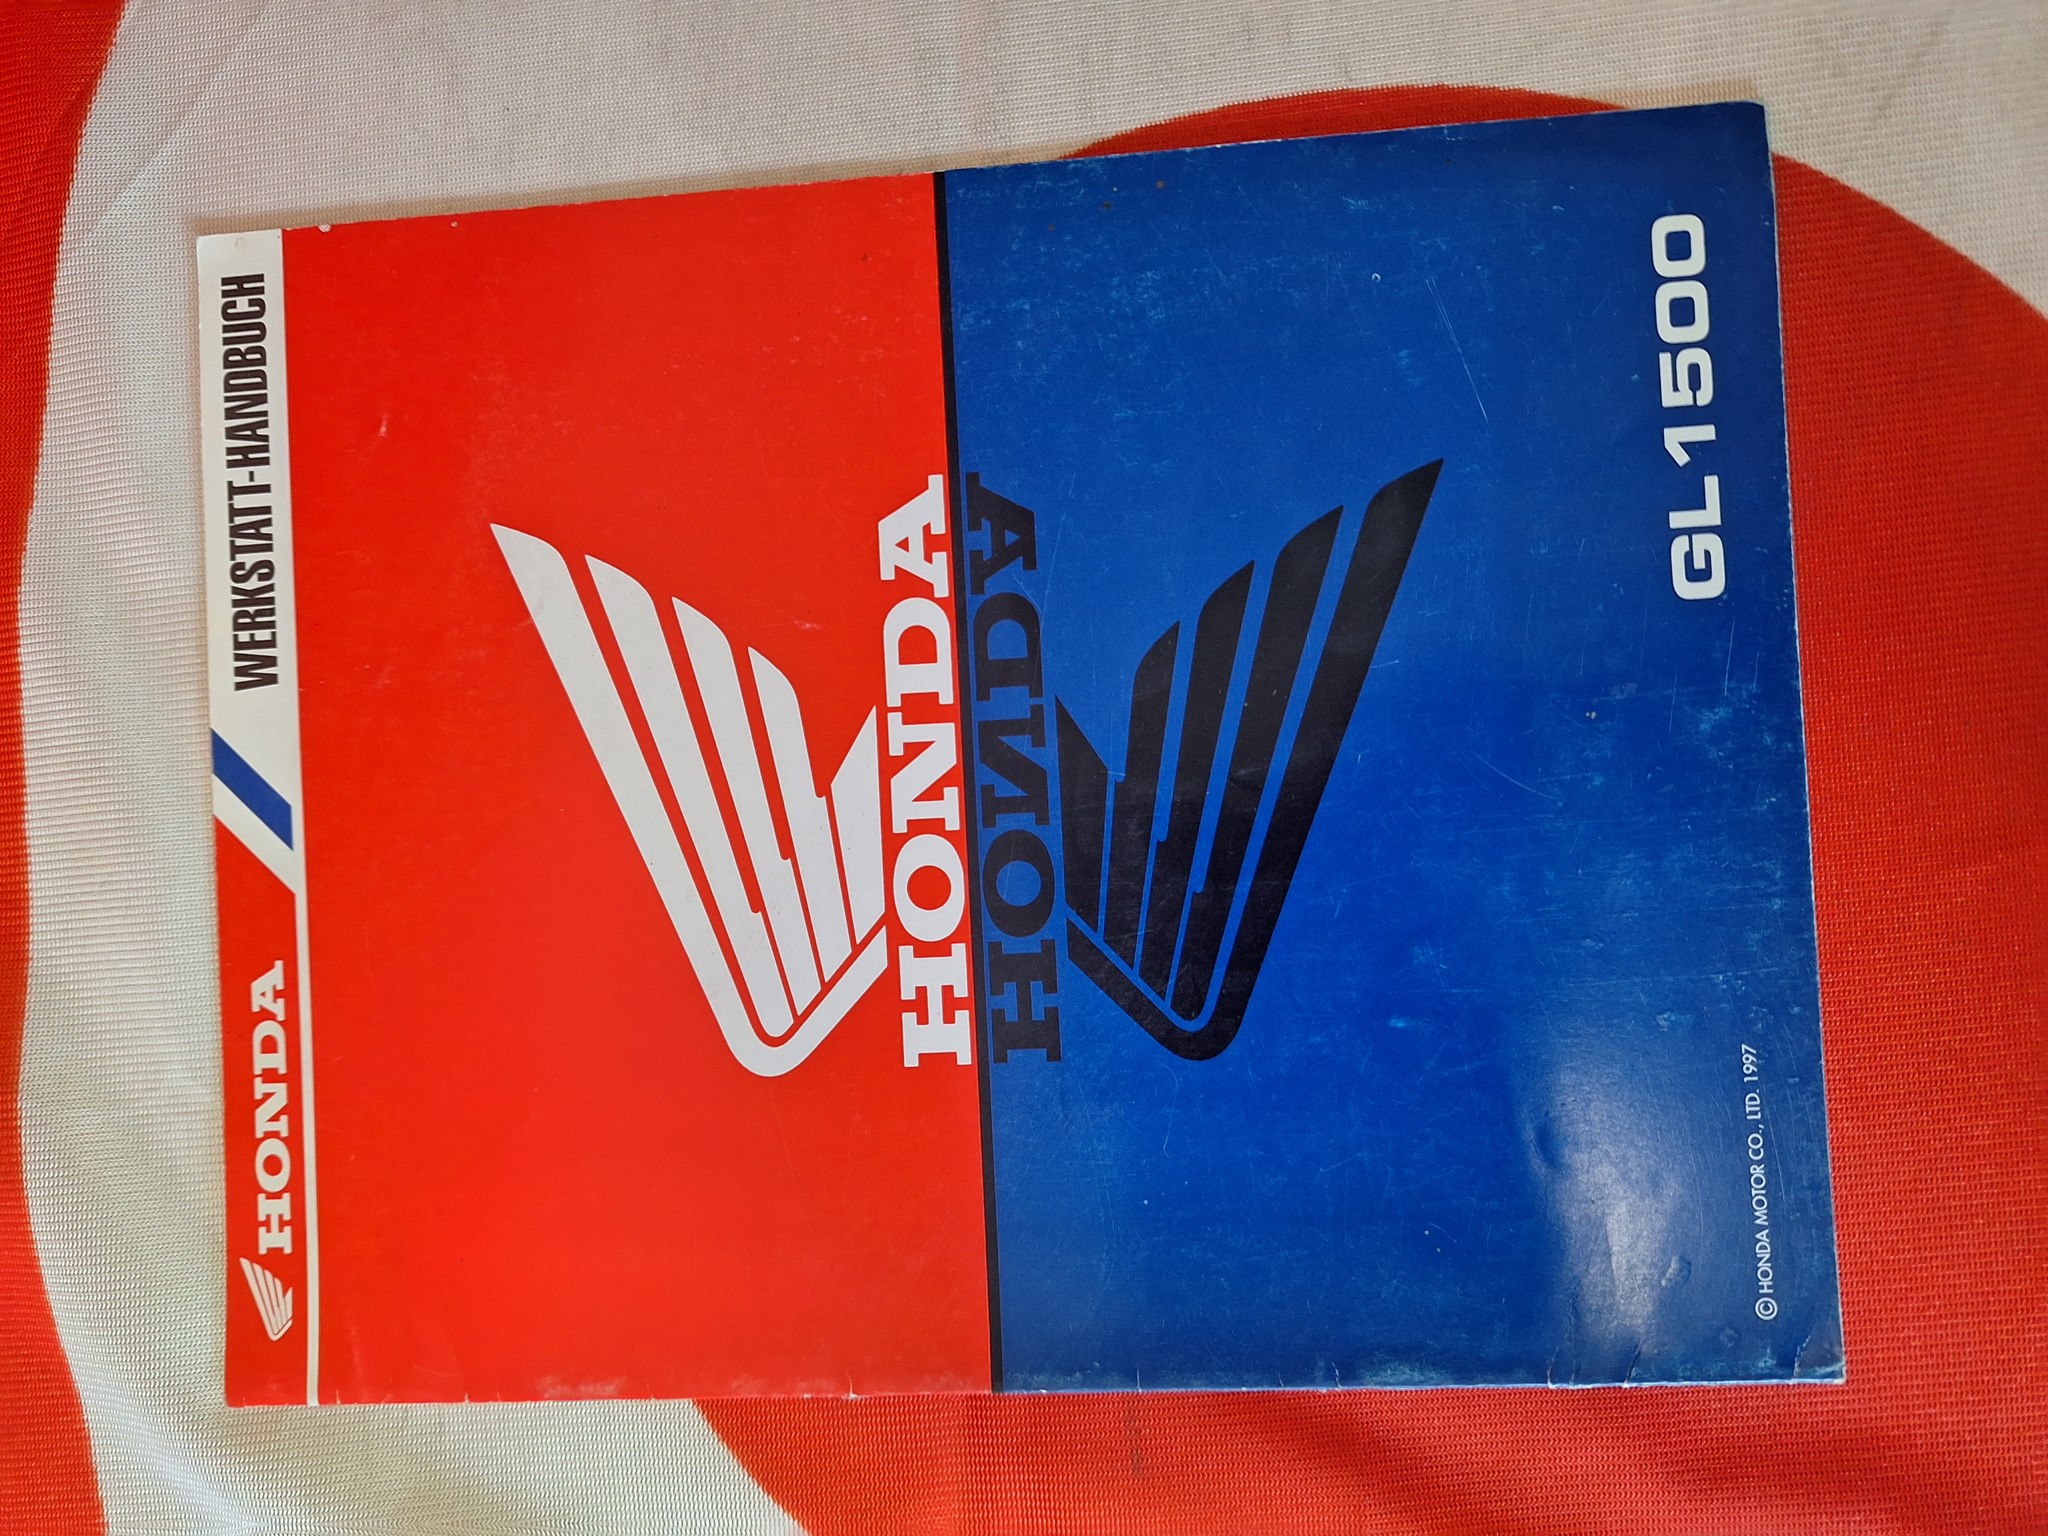 HONDA
WERKSTATT-HANDBUCH
HONDA
HONDA
GL1500
© HONDA MOTOR CO., LTD. 1997